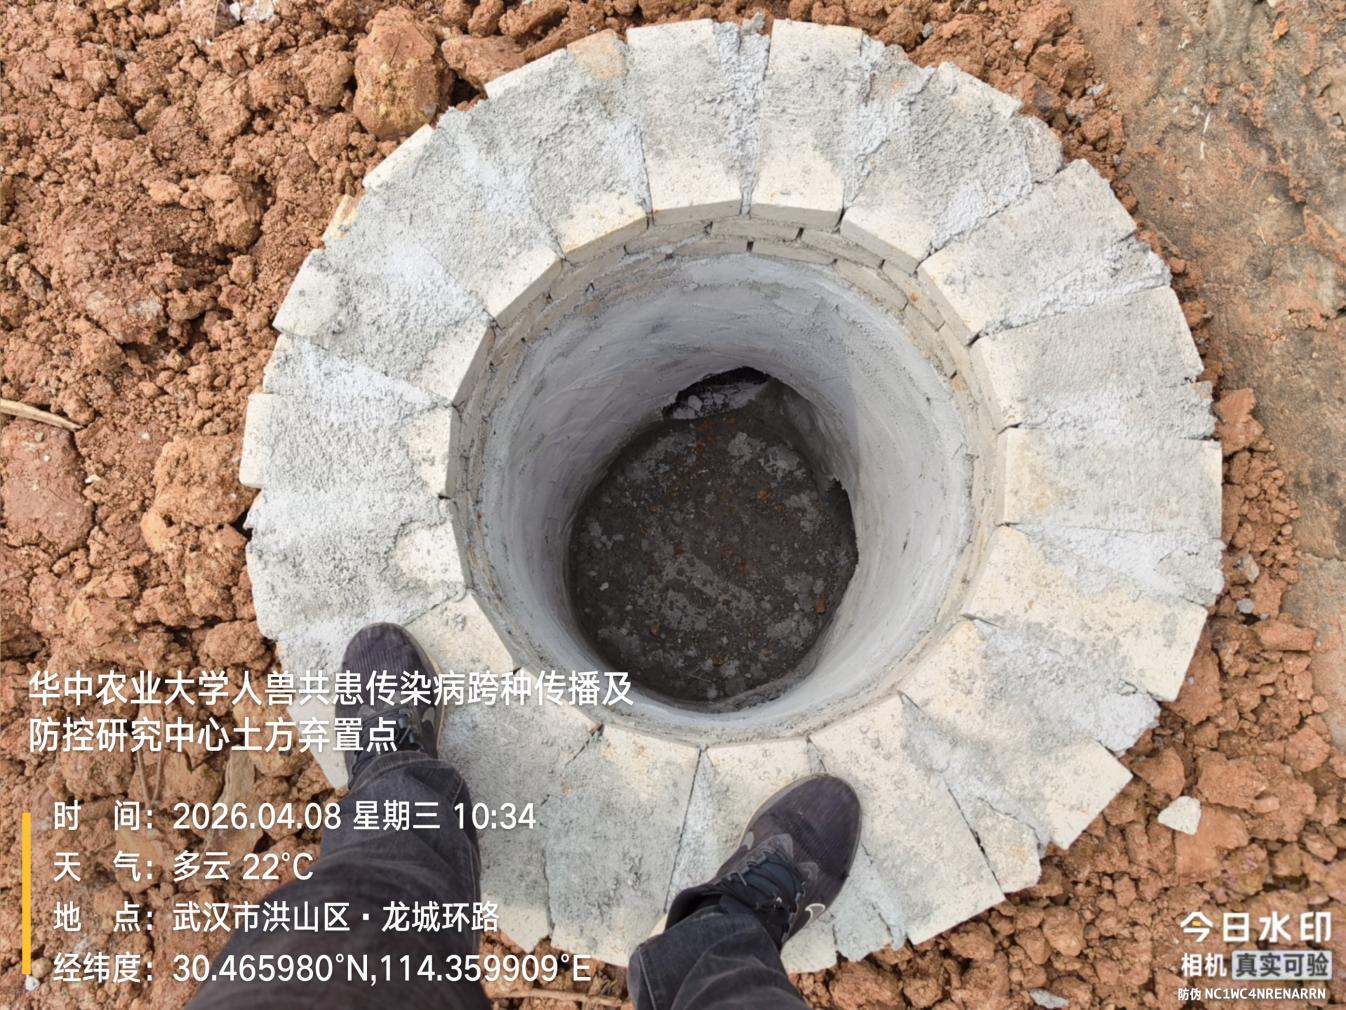 华中农业大学人兽共患传染病跨种传播及
防控研究中心土方弃置点
时 间：2026.04.08 星期三 10:34
天 气：多云 22°C
地 点：武汉市洪山区·龙城环路
经纬度：30.465980°N,114.359909°E
今日水印
相机 真实可验
防伪 NC1WC4NRENARRN